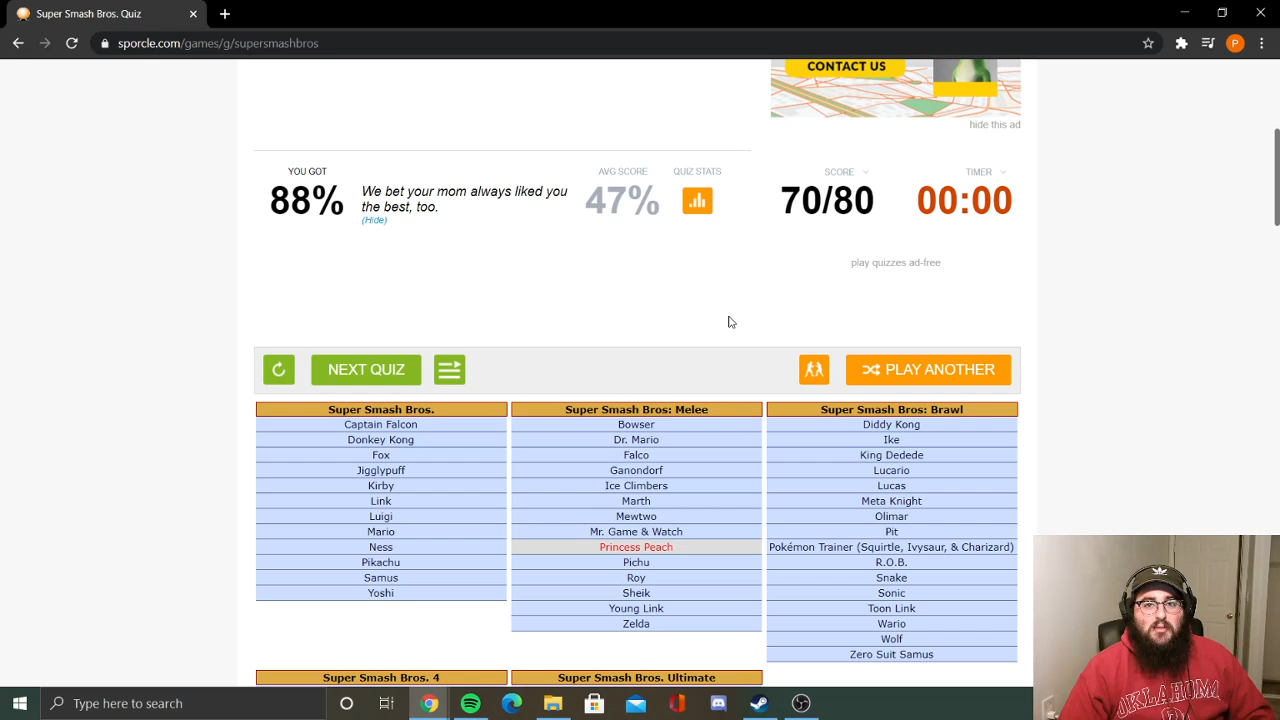 Super Smash Bros. Quiz
sporcle.com/games/g/supersmashbros
P
CONTACT US
hide this ad
YOU GOT
88%
We bet your mom always liked you
the best, too.
(Hide)
AVG SCORE
47%
QUIZ STATS
SCORE
70/80
TIMER
00:00
play quizzes ad-free
NEXT QUIZ
PLAY ANOTHER
Super Smash Bros.
Captain Falcon
Donkey Kong
Fox
Jigglypuff
Kirby
Link
Luigi
Mario
Ness
Pikachu
Samus
Yoshi
Super Smash Bros: Melee
Bowser
Dr. Mario
Falco
Ganondorf
Ice Climbers
Marth
Mewtwo
Mr. Game & Watch
Princess Peach
Pichu
Roy
Sheik
Young Link
Zelda
Super Smash Bros: Brawl
Diddy Kong
Ike
King Dedede
Lucario
Lucas
Meta Knight
Olimar
Pit
Pokémon Trainer (Squirtle, Ivysaur, & Charizard)
R.O.B.
Snake
Sonic
Toon Link
Wario
Wolf
Zero Suit Samus
Super Smash Bros. 4
Super Smash Bros. Ultimate
OKLAHOMA
Type here to search